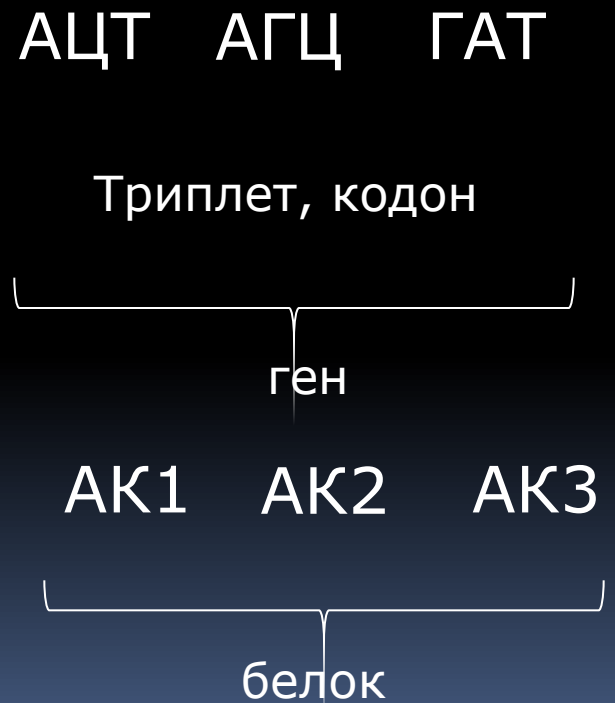 АЦТ АГЦ ГАТ
Триплет, кодон
ген
АК1 АК2 АК3
белок